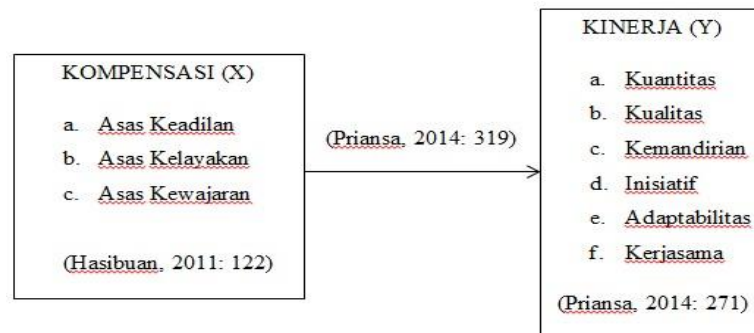 KOMPENSASI (X)
a. Asas Keadilan
b. Asas Kelayakan
c. Asas Kewajaran
(Hasibuan, 2011: 122)
(Priansa, 2014: 319)
KINERJA (Y)
a. Kuantitas
b. Kualitas
c. Kemandirian
d. Inisiatif
e. Adaptabilitas
f. Kerjasama
(Priansa, 2014: 271)